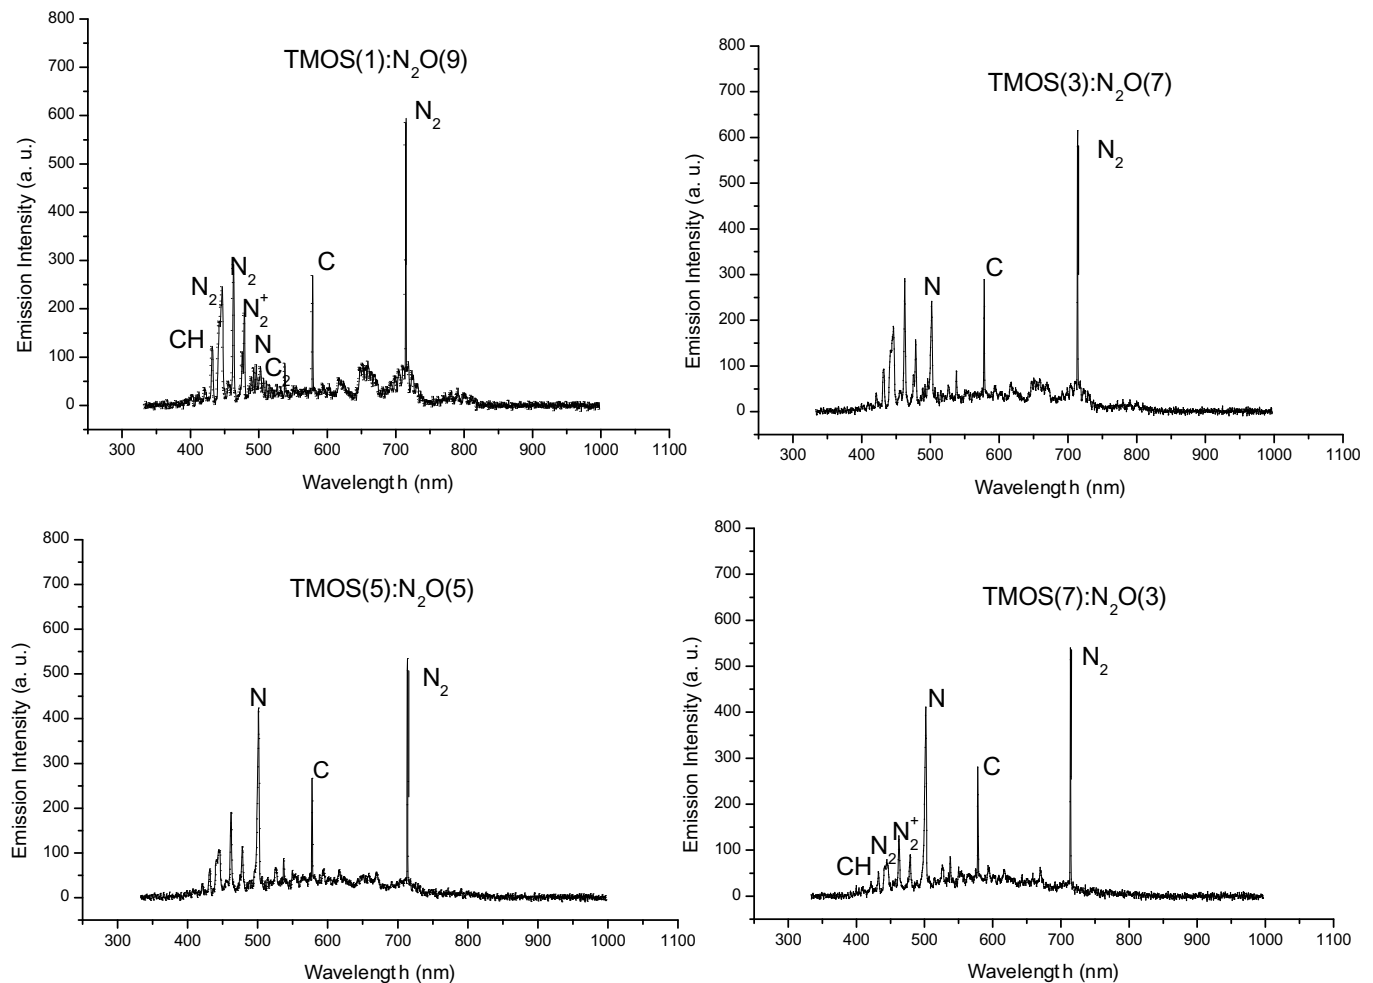 TMOS(1):N₂O(9)
Emission Intensity (a. u.)
800
700
600
500
400
300
200
100
0
N₂
N₂
N₂
N₂⁺
CH
N
C₂
C
300 400 500 600 700 800 900 1000 1100
Wavelength (nm)
TMOS(3):N₂O(7)
Emission Intensity (a. u.)
800
700
600
500
400
300
200
100
0
N
C
N₂
300 400 500 600 700 800 900 1000 1100
Wavelength (nm)
TMOS(5):N₂O(5)
Emission Intensity (a. u.)
800
700
600
500
400
300
200
100
0
N
C
N₂
300 400 500 600 700 800 900 1000 1100
Wavelength (nm)
TMOS(7):N₂O(3)
Emission Intensity (a. u.)
800
700
600
500
400
300
200
100
0
CH
N₂
N₂⁺
N
C
N₂
300 400 500 600 700 800 900 1000 1100
Wavelength (nm)